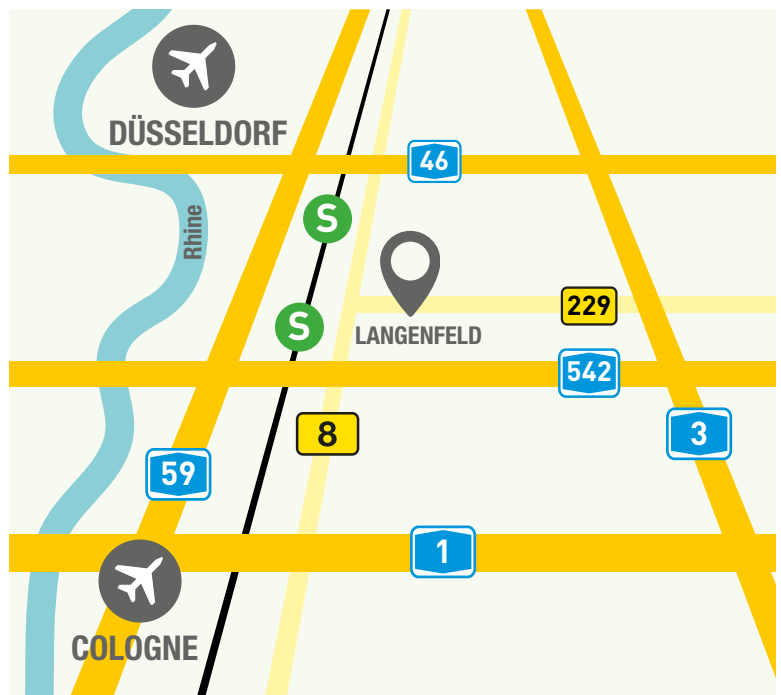 DÜSSELDORF
46
Rhine
S
229
S
LANGENFELD
542
8
3
59
1
COLOGNE